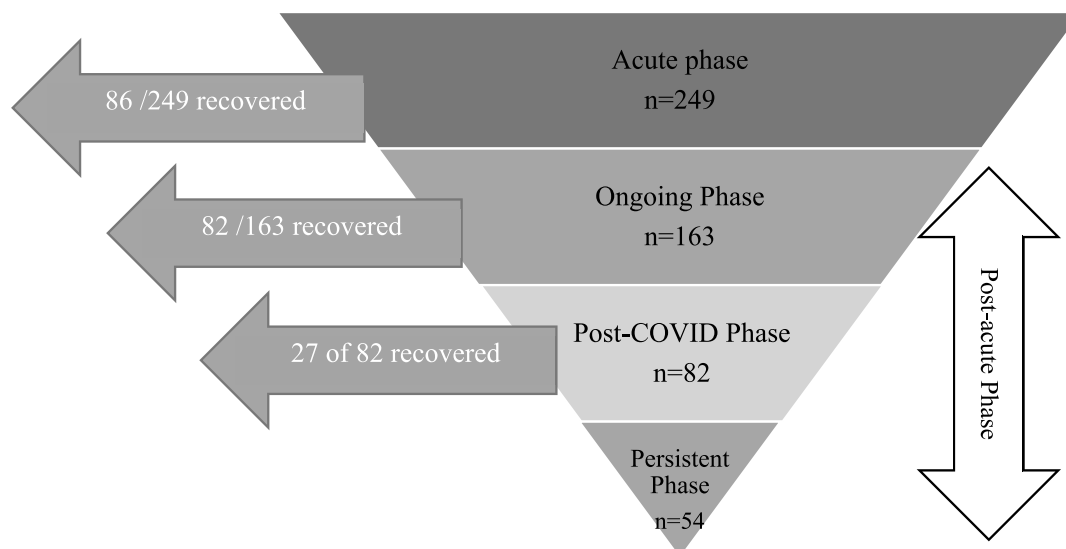 Acute phase
n=249
86 /249 recovered
Ongoing Phase
n=163
82 /163 recovered
Post-COVID Phase
n=82
27 of 82 recovered
Persistent
Phase
n=54
Post-acute Phase